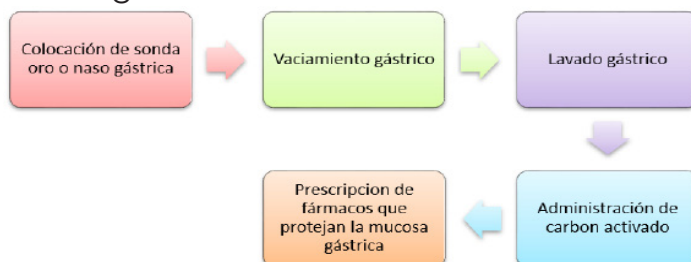 Colocación de sonda
oro o naso gástrica
Vaciamiento gástrico
Lavado gástrico
Administración de
carbon activado
Prescripcion de
fármacos que
protejan la mucosa
gástrica